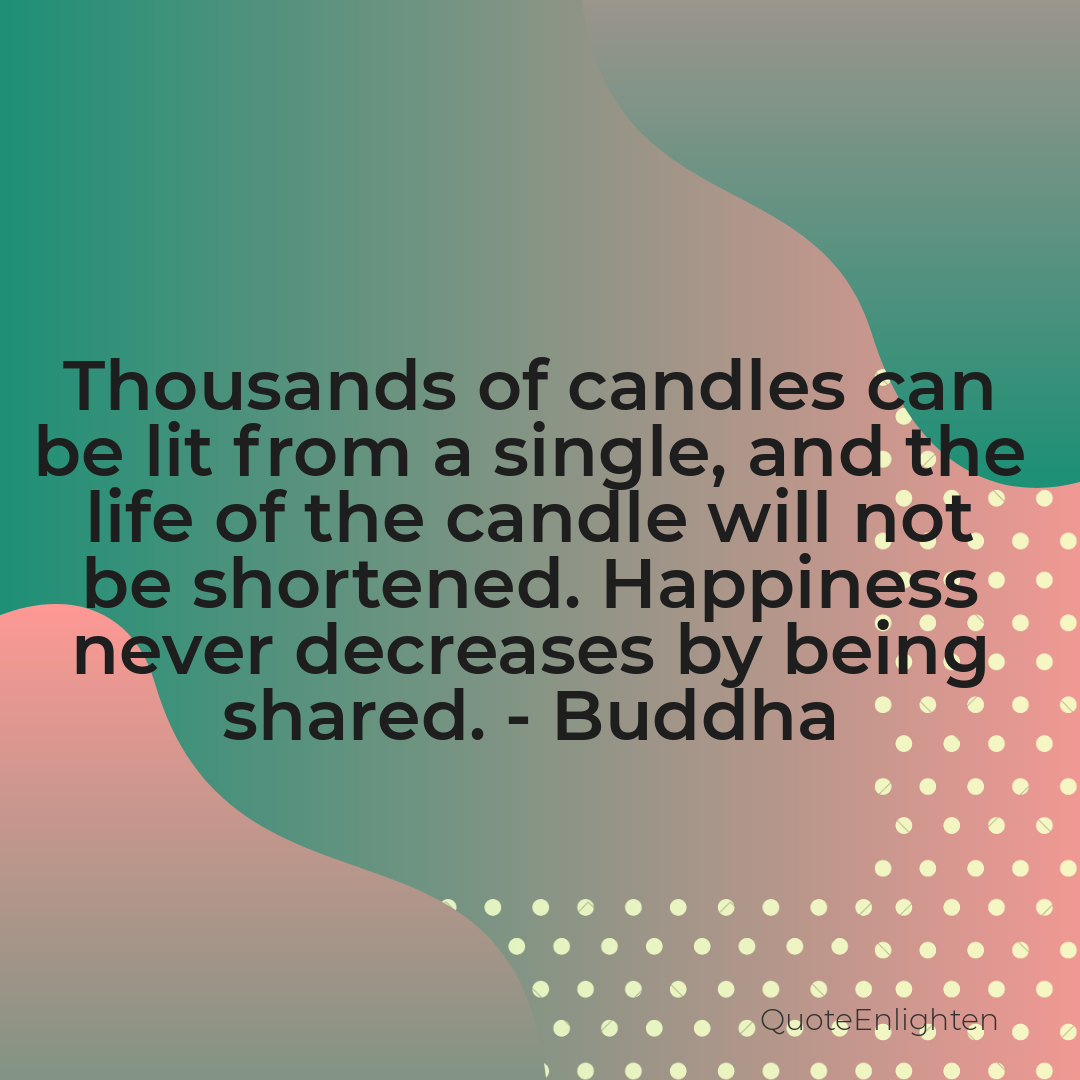 Thousands of candles can
be lit from a single, and the
life of the candle will not
be shortened. Happiness
never decreases by being
shared. - Buddha
QuoteEnlighten